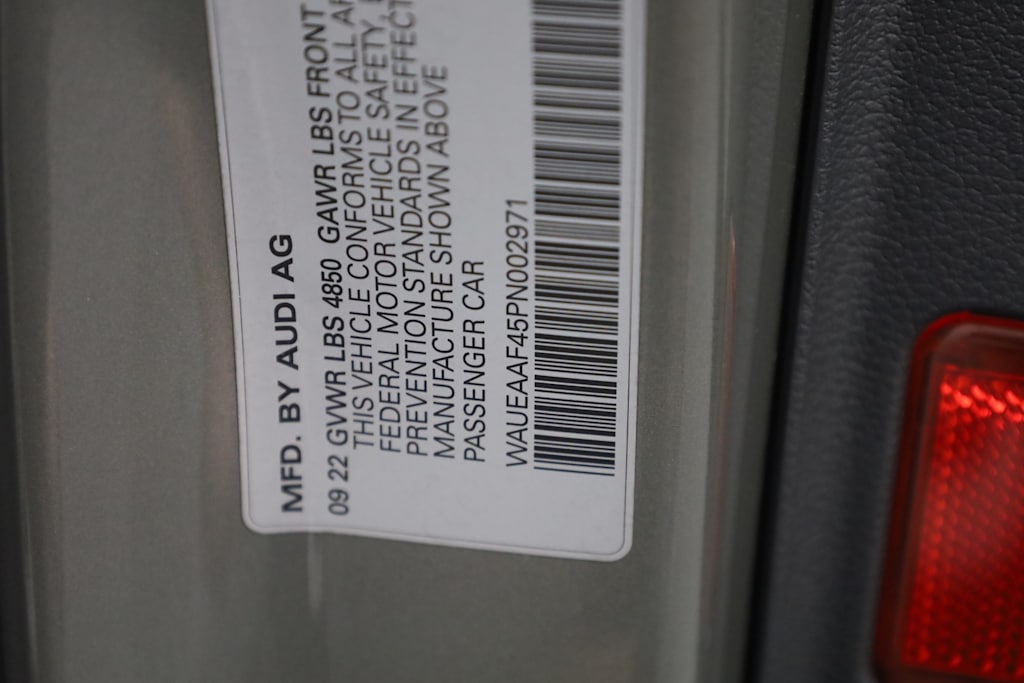 MFD. BY AUDI AG
09 22 GVWR LBS 4850 GAWR LBS FRONT
THIS VEHICLE CONFORMS TO ALL
FEDERAL MOTOR VEHICLE SAFETY,
PREVENTION STANDARDS IN EFFECT
MANUFACTURE SHOWN ABOVE
PASSENGER CAR
WAUEAAF45PN002971